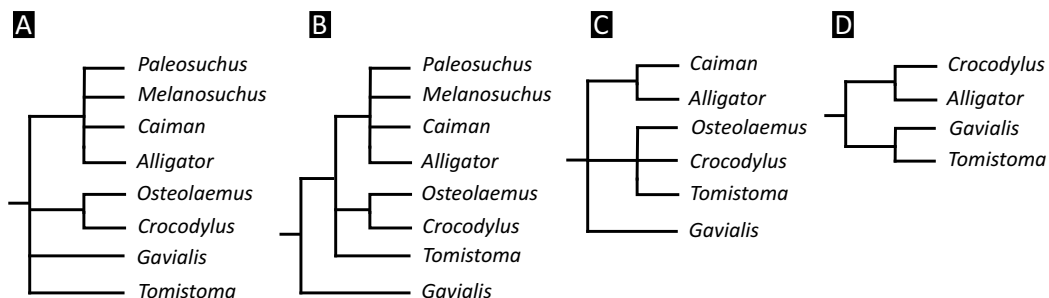 A
Paleosuchus
Melanosuchus
Caiman
Alligator
Osteolaemus
Crocodylus
Gavialis
Tomistoma
B
Paleosuchus
Melanosuchus
Caiman
Alligator
Osteolaemus
Crocodylus
Tomistoma
Gavialis
C
Caiman
Alligator
Osteolaemus
Crocodylus
Tomistoma
Gavialis
D
Crocodylus
Alligator
Gavialis
Tomistoma